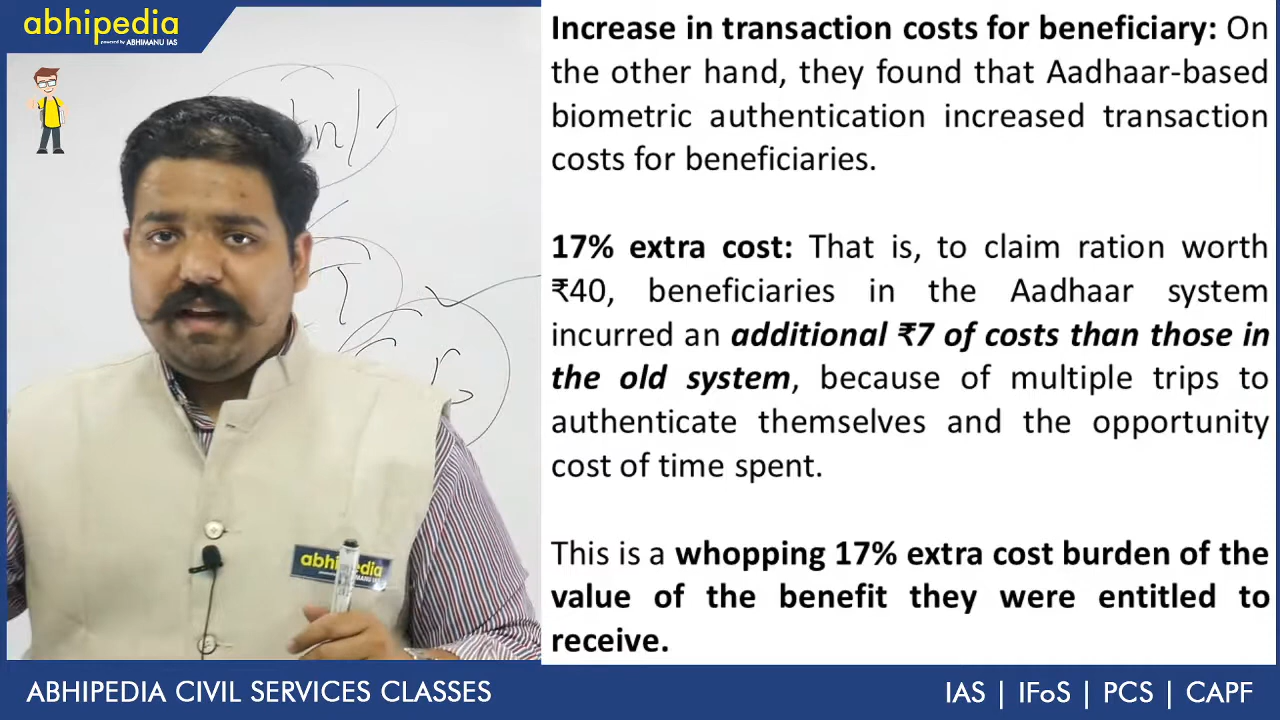 abhipedia
powered by ABHIMANU IAS
Increase in transaction costs for beneficiary: On
the other hand, they found that Aadhaar-based
biometric authentication increased transaction
costs for beneficiaries.
17% extra cost: That is, to claim ration worth
₹40, beneficiaries in the Aadhaar system
incurred an additional ₹7 of costs than those in
the old system, because of multiple trips to
authenticate themselves and the opportunity
cost of time spent.
This is a whopping 17% extra cost burden of the
value of the benefit they were entitled to
receive.
ABHIPEDIA CIVIL SERVICES CLASSES
IAS | IFoS | PCS | CAPF